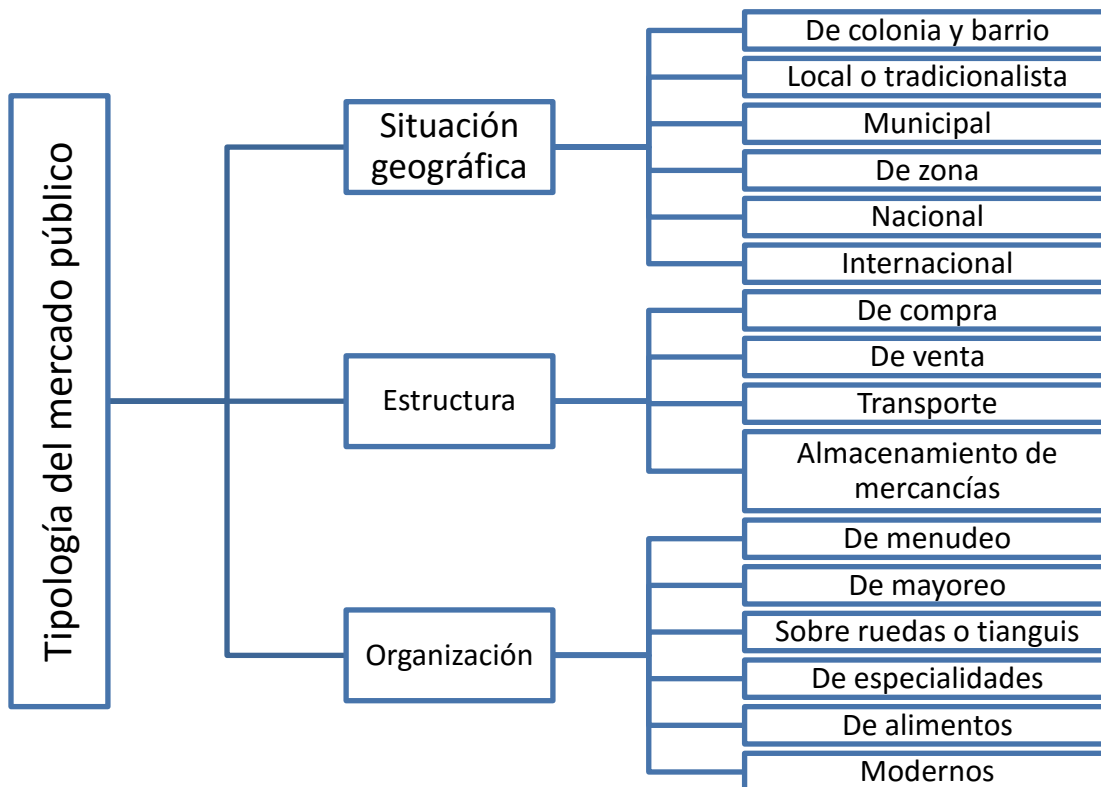 Tipología del mercado público
Situación
geográfica
De colonia y barrio
Local o tradicionalista
Municipal
De zona
Nacional
Internacional
Estructura
De compra
De venta
Transporte
Almacenamiento de
mercancías
Organización
De menudeo
De mayoreo
Sobre ruedas o tianguis
De especialidades
De alimentos
Modernos